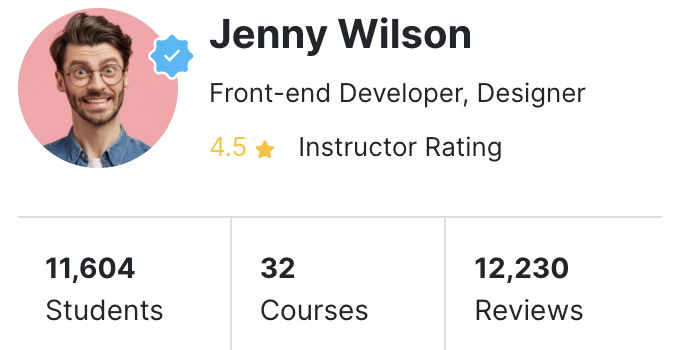 Jenny Wilson
Front-end Developer, Designer
4.5 Instructor Rating
11,604 32 12,230
Students Courses Reviews